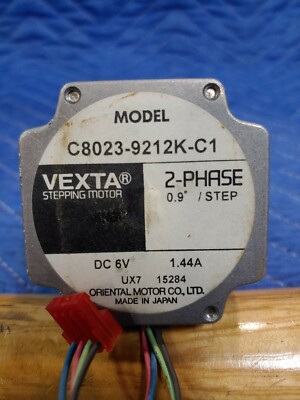 MODEL
C8023-9212K-C1
VEXTA® 2-PHASE
STEPPING MOTOR 0.9° / STEP
DC 6V 1.44A
UX7 15284
ORIENTAL MOTOR CO., LTD.
MADE IN JAPAN